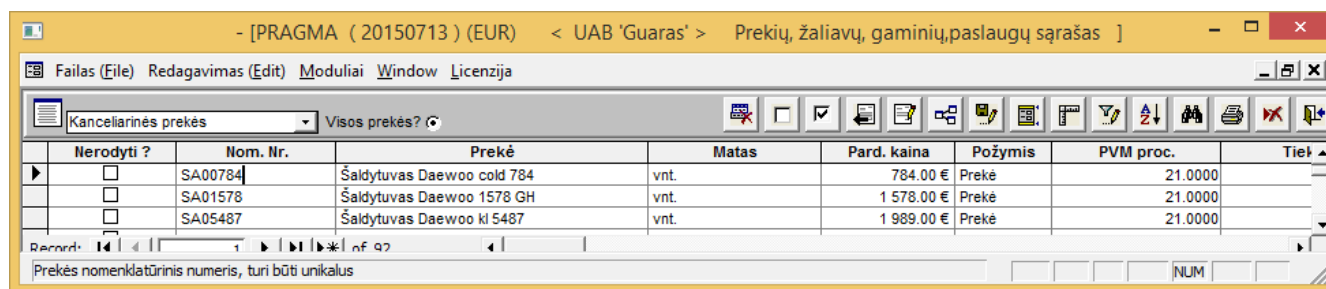 - [PRAGMA ( 20150713 ) (EUR) < UAB 'Guaras' > Prekių, žaliavų, gaminių,paslaugų sąrašas ]
Failas (File) Redagavimas (Edit) Moduliai Window Licenzija
Kanceliarinės prekės Visos prekės?
Nerodyti ? Nom. Nr. Prekė Matas Pard. kaina Požymis PVM proc. Tiek
SA00784 Šaldytuvas Daewoo cold 784 vnt. 784.00 € Prekė 21.0000
SA01578 Šaldytuvas Daewoo 1578 GH vnt. 1 578.00 € Prekė 21.0000
SA05487 Šaldytuvas Daewoo kl 5487 vnt. 1 989.00 € Prekė 21.0000
Record: 1 of 92
Prekės nomenklatūrinis numeris, turi būti unikalus NUM